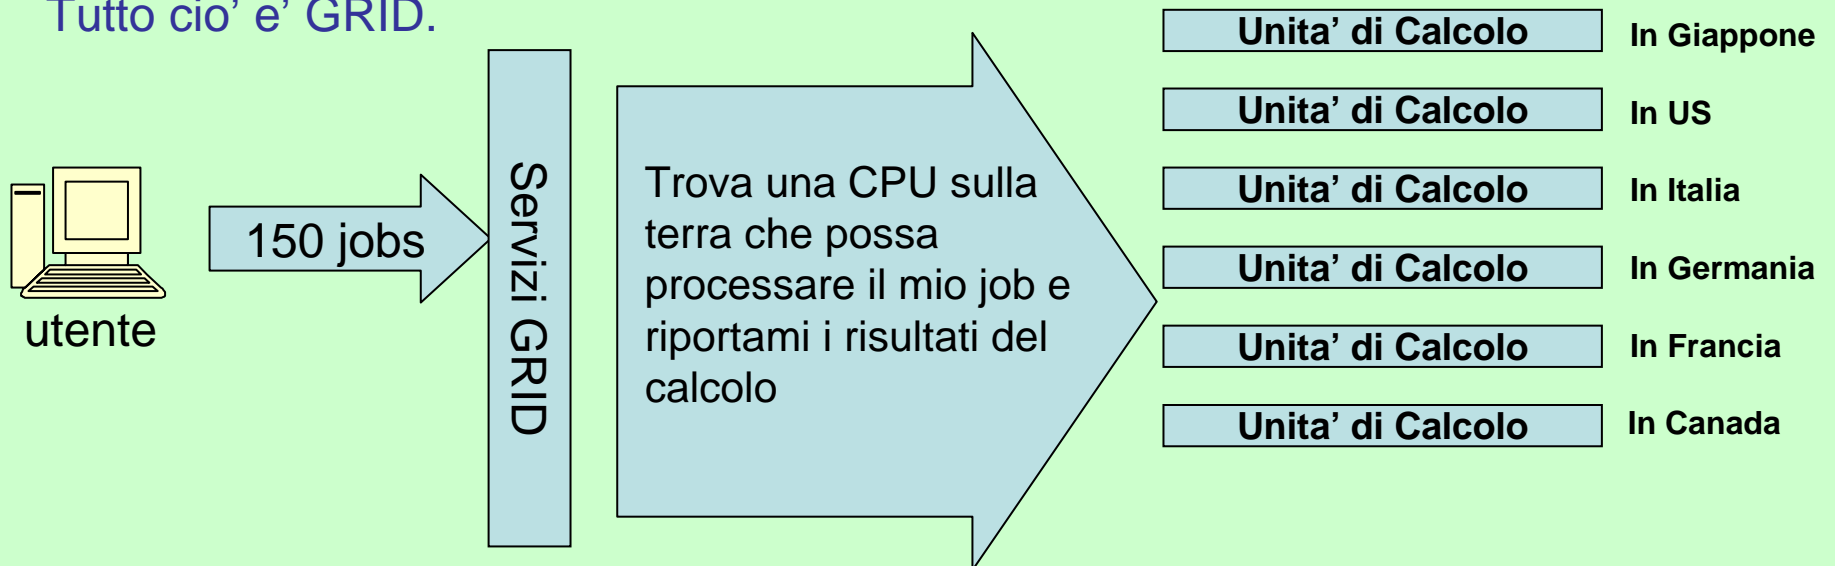 Tutto cio' e' GRID.
utente
150 jobs
Servizi GRID
Trova una CPU sulla
terra che possa
processare il mio job e
riportami i risultati del
calcolo
Unita' di Calcolo In Giappone
Unita' di Calcolo In US
Unita' di Calcolo In Italia
Unita' di Calcolo In Germania
Unita' di Calcolo In Francia
Unita' di Calcolo In Canada